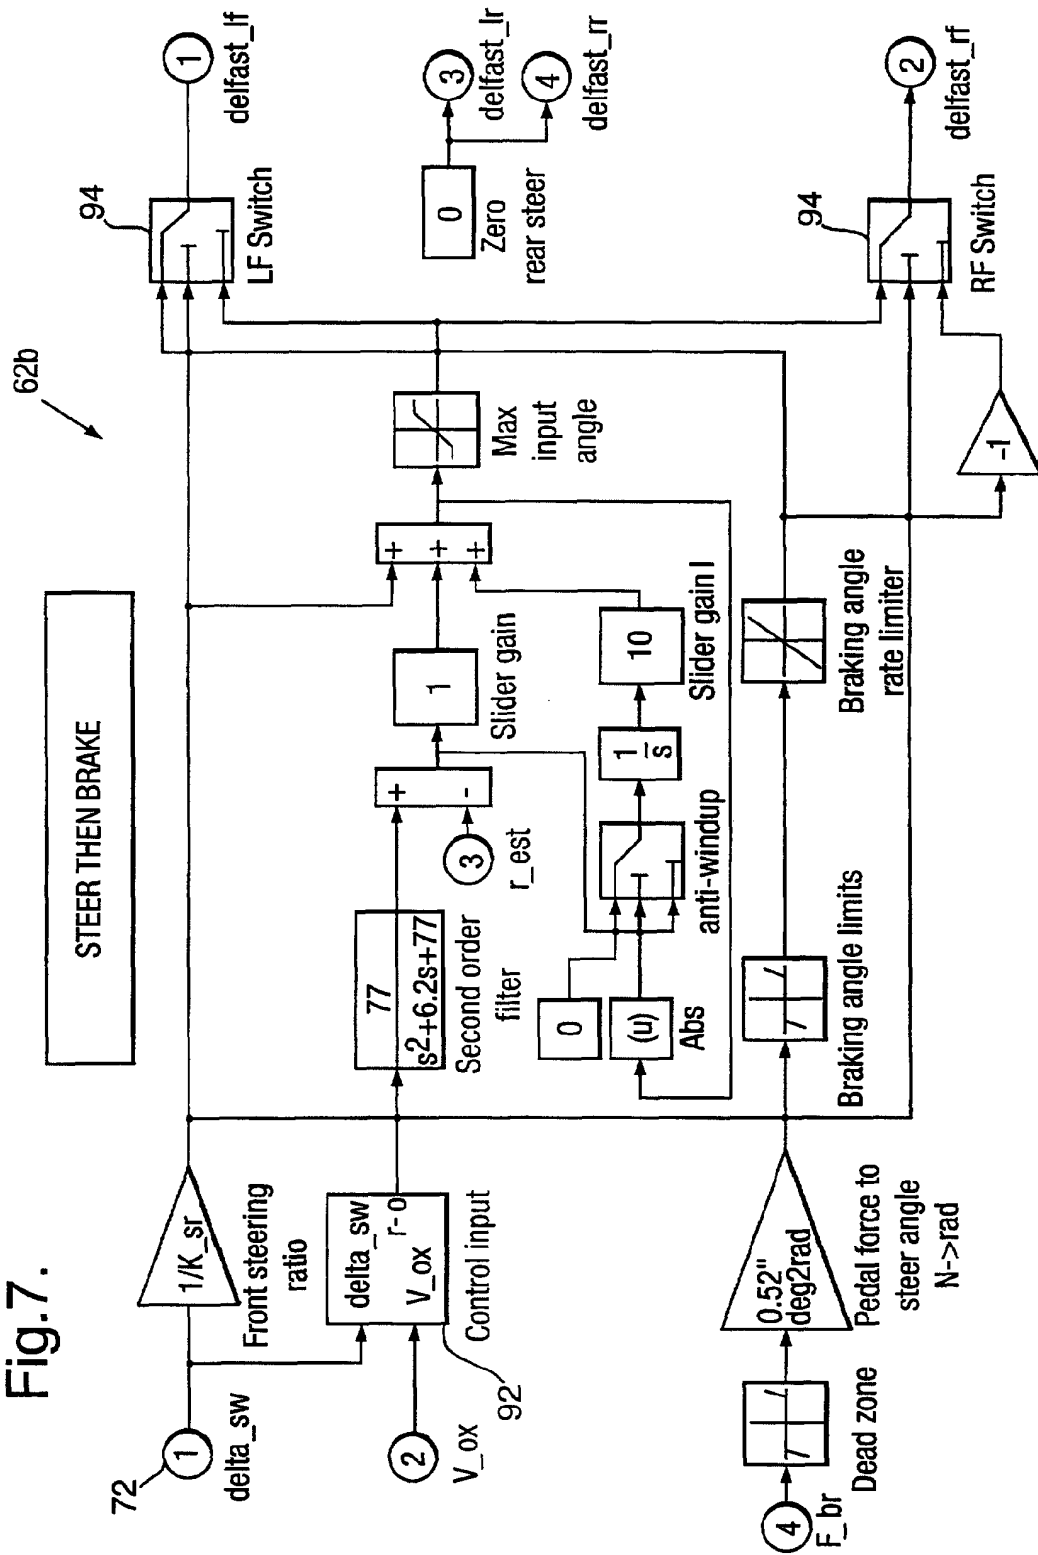 Fig.7.
62b
STEER THEN BRAKE
72
1
delta_sw
1/K_sr
Front steering
ratio
94
LF Switch
1
delfast_lf
2
V_ox
92
delta_sw
r-o
V_ox
Control input
77
s2+6.2s+77
Second order
filter
+
-
3
r_est
1
Slider gain
+
+
+
Max
input
angle
0
Zero
rear steer
3
delfast_lr
4
delfast_rr
0
(u)
Abs
anti-windup
1
s
10
Slider gain I
4
F_br
Dead zone
0.52"
deg2rad
Pedal force to
steer angle
N->rad
Braking angle limits
Braking angle
rate limiter
-1
94
RF Switch
2
delfast_rf